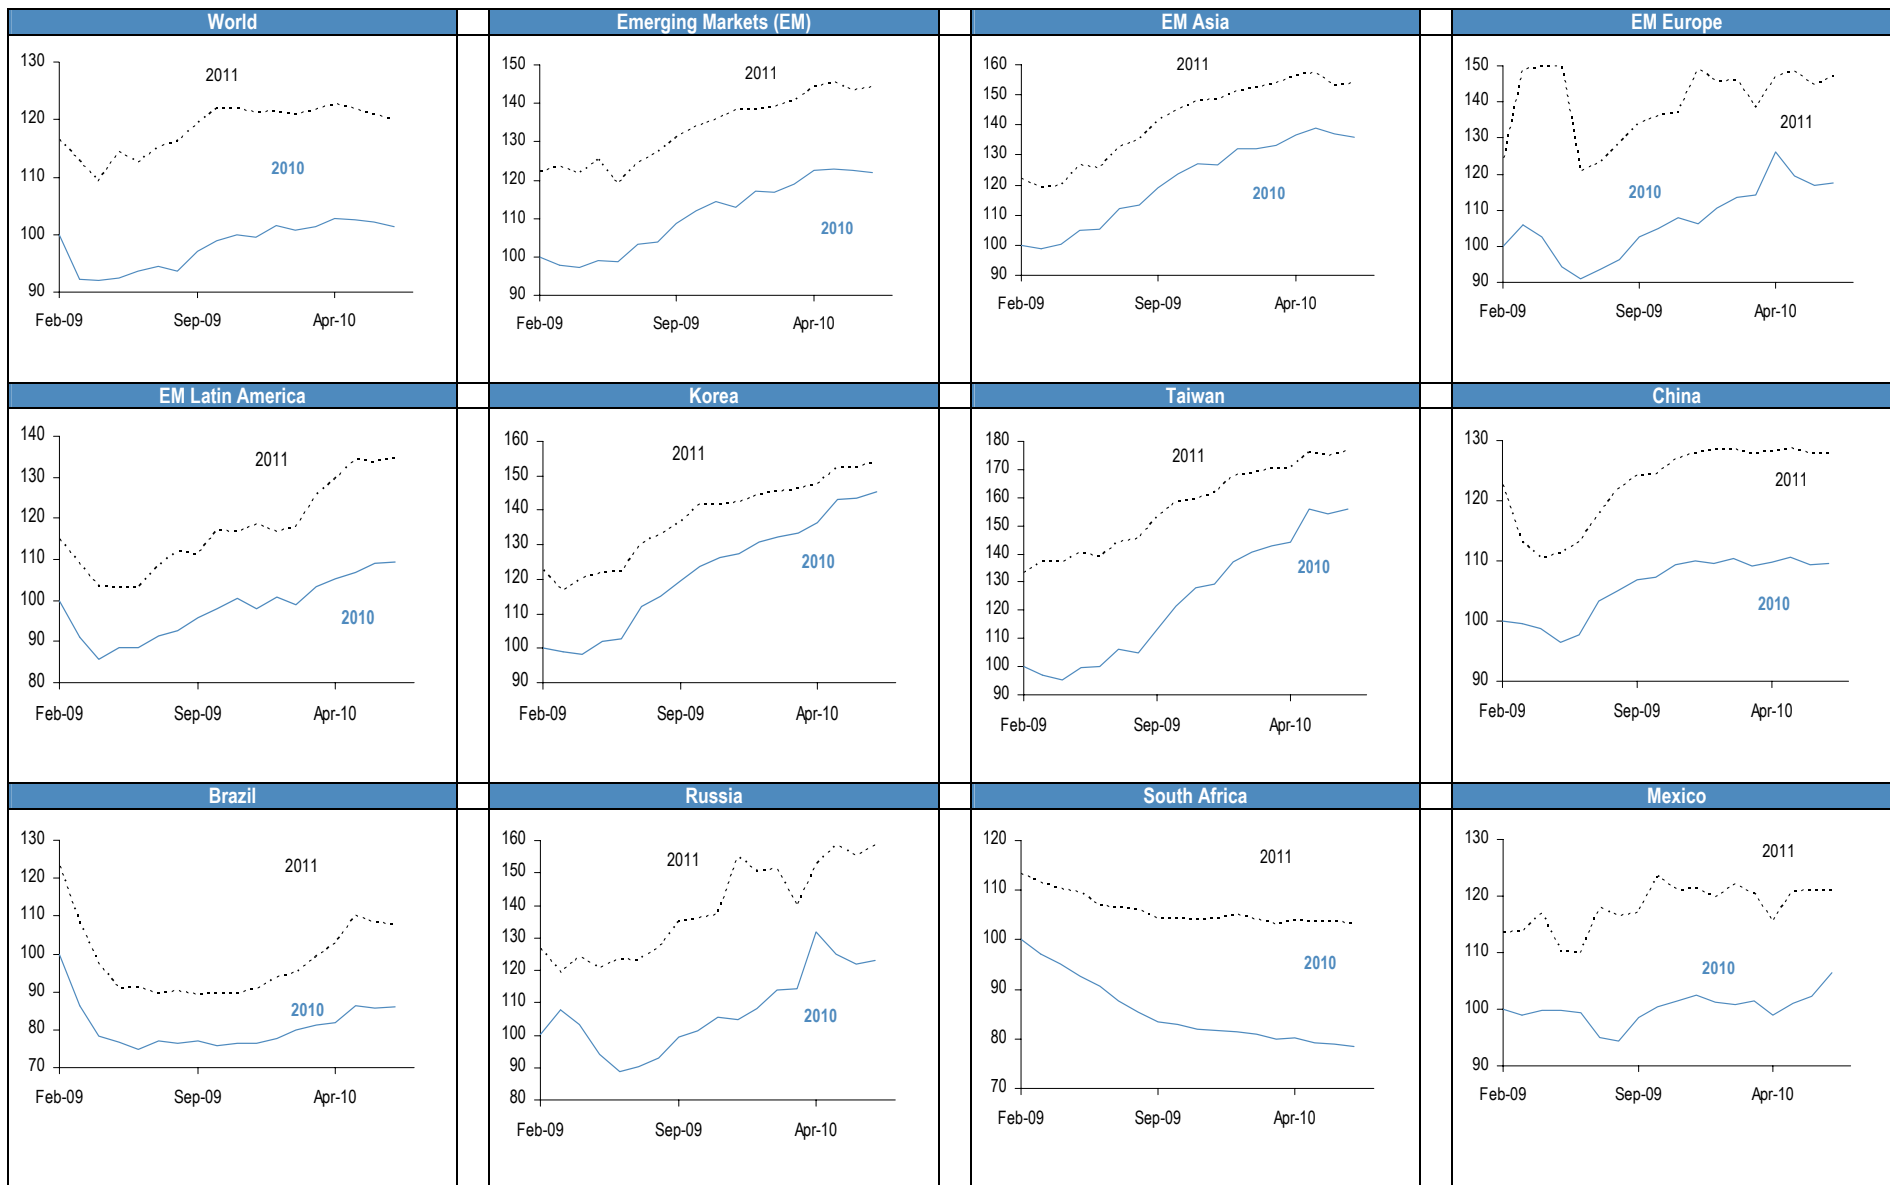 World
130
120
110
100
90
2011
2010
Feb-09
Sep-09
Apr-10
Emerging Markets (EM)
150
140
130
120
110
100
90
2011
2010
Feb-09
Sep-09
Apr-10
EM Asia
160
150
140
130
120
110
100
90
2011
2010
Feb-09
Sep-09
Apr-10
EM Europe
150
140
130
120
110
100
90
2011
2010
Feb-09
Sep-09
Apr-10
EM Latin America
140
130
120
110
100
90
80
2011
2010
Feb-09
Sep-09
Apr-10
Korea
160
150
140
130
120
110
100
90
2011
2010
Feb-09
Sep-09
Apr-10
Taiwan
180
170
160
150
140
130
120
110
100
90
2011
2010
Feb-09
Sep-09
Apr-10
China
130
120
110
100
90
2011
2010
Feb-09
Sep-09
Apr-10
Brazil
130
120
110
100
90
80
70
2011
2010
Feb-09
Sep-09
Apr-10
Russia
160
150
140
130
120
110
100
90
80
2011
2010
Feb-09
Sep-09
Apr-10
South Africa
120
110
100
90
80
70
2011
2010
Feb-09
Sep-09
Apr-10
Mexico
130
120
110
100
90
2011
2010
Feb-09
Sep-09
Apr-10